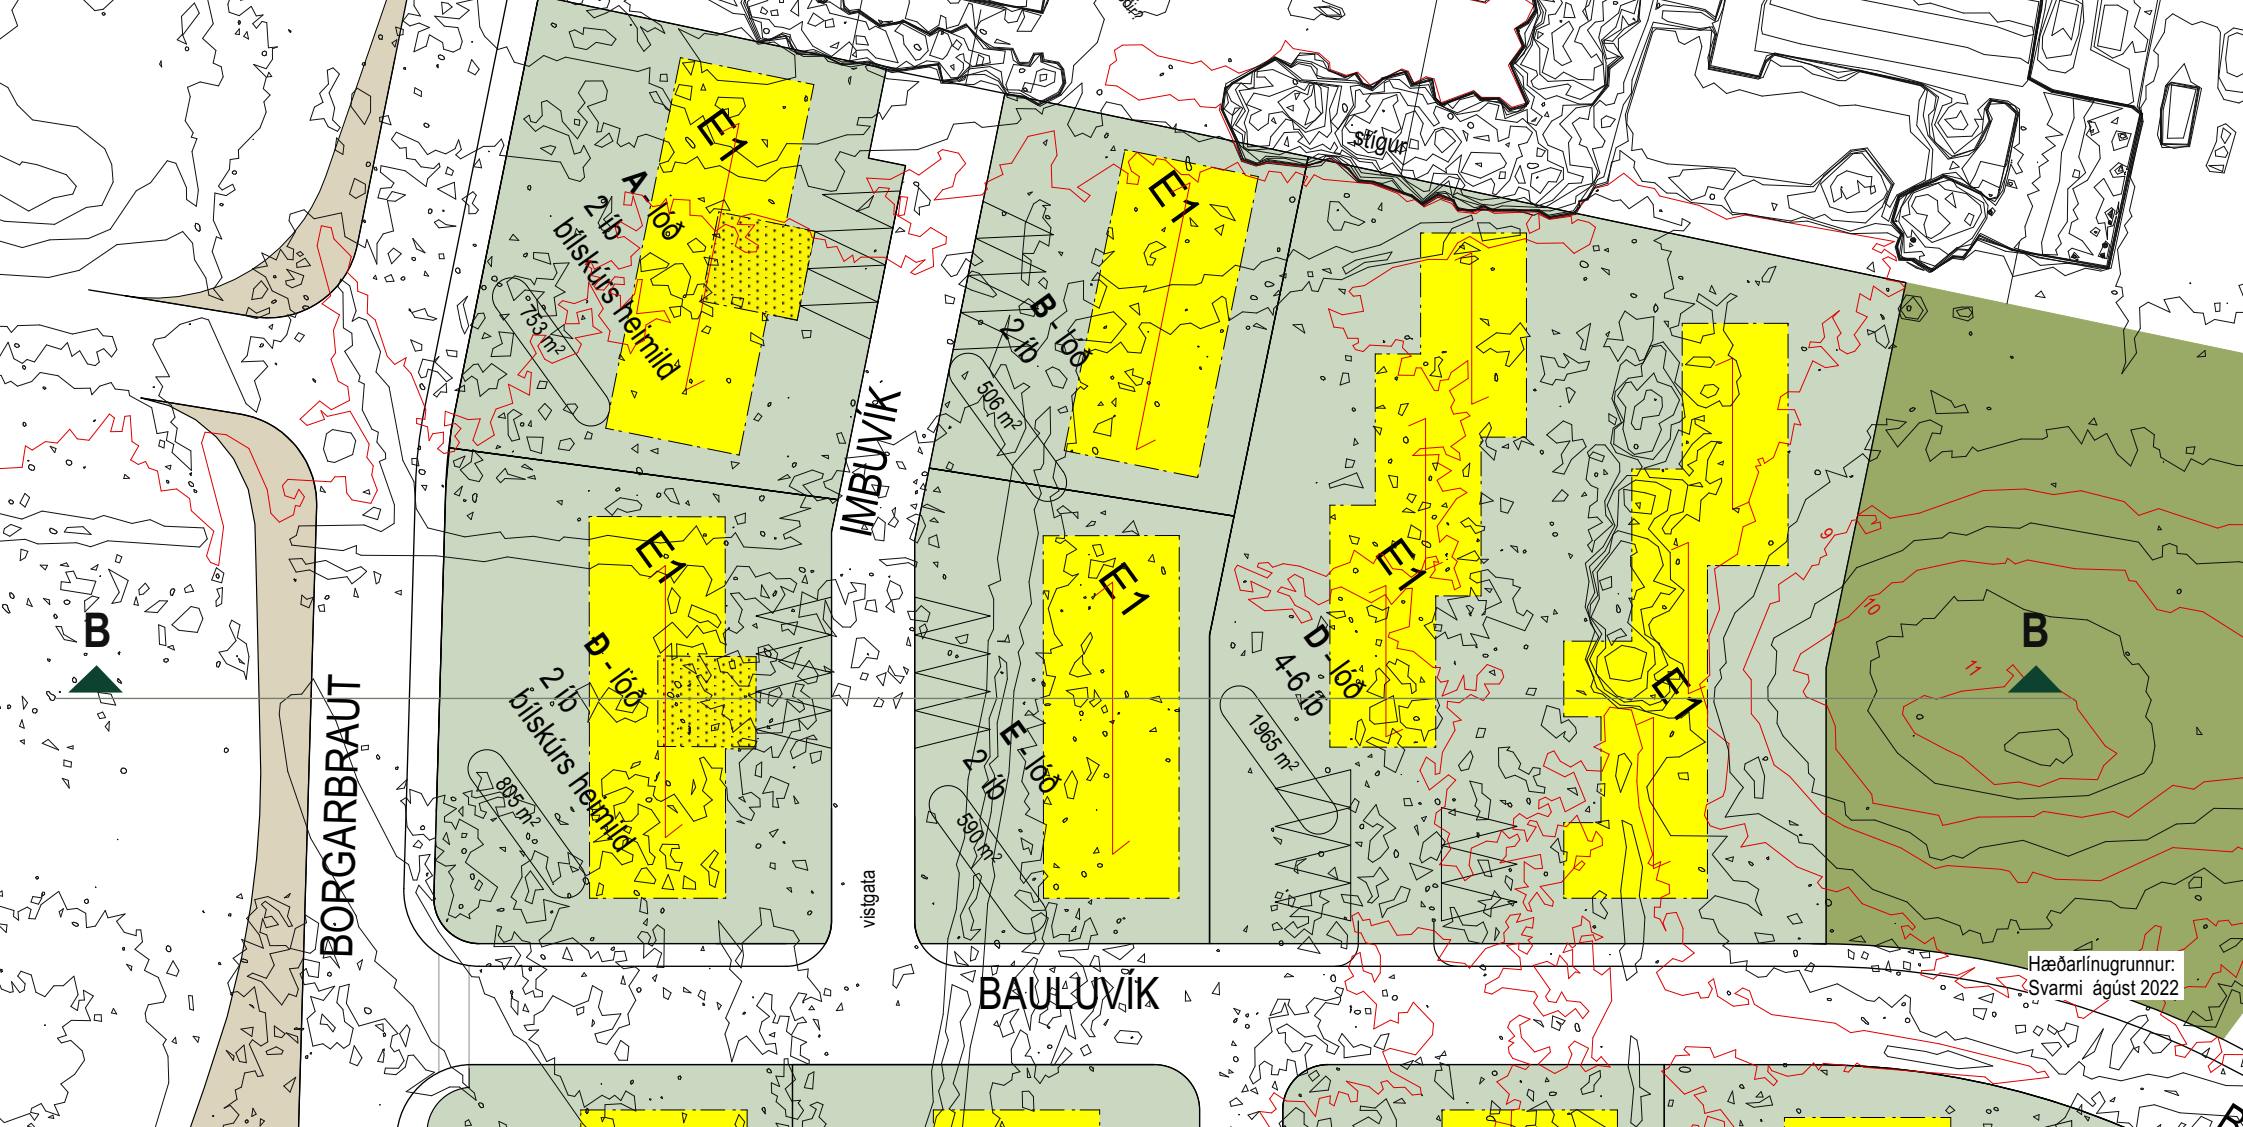 stígur
E1
A - lóð
2 íb
bílskúrs heimild
753 m²
E1
B - lóð
2 íb
506 m²
IMBUVÍK
E1
Ð - lóð
2 íb
bílskúrs heimild
805 m²
E1
E - lóð
2 íb
590 m²
E1
D - lóð
4-6 íb
1965 m²
E1
9
10
11
B
B
BORGARBRAUT
vistgata
BAULUVÍK
Hæðarlínugrunnur:
Svarmi ágúst 2022